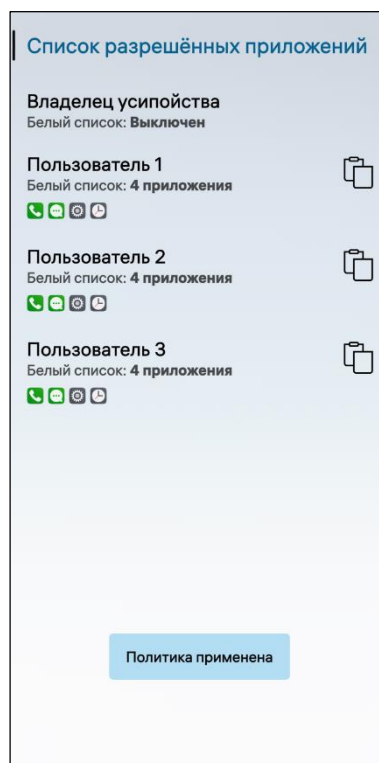 Список разрешённых приложений
Владелец усипойства
Белый список: Выключен
Пользователь 1
Белый список: 4 приложения
Пользователь 2
Белый список: 4 приложения
Пользователь 3
Белый список: 4 приложения
Политика применена